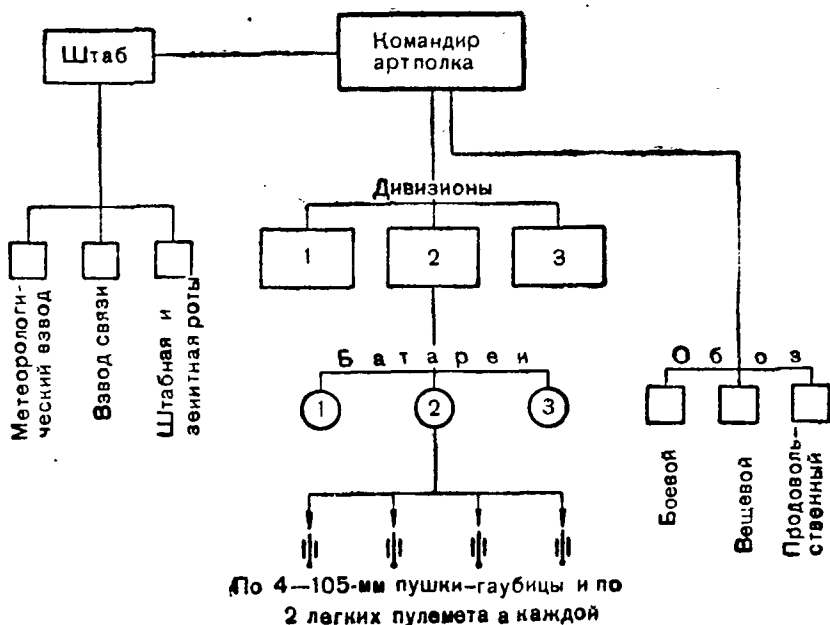 Штаб
Командир
артполка
Дивизионы
1
2
3
Метеорологи-
ческий взвод
Взвод связи
Штабная и
зенитная роты
Батареи
1
2
3
Обоз
Боевой
Вещевой
Продоволь-
ственный
По 4—105-мм пушки-гаубицы и по
2 легких пулемета а каждой